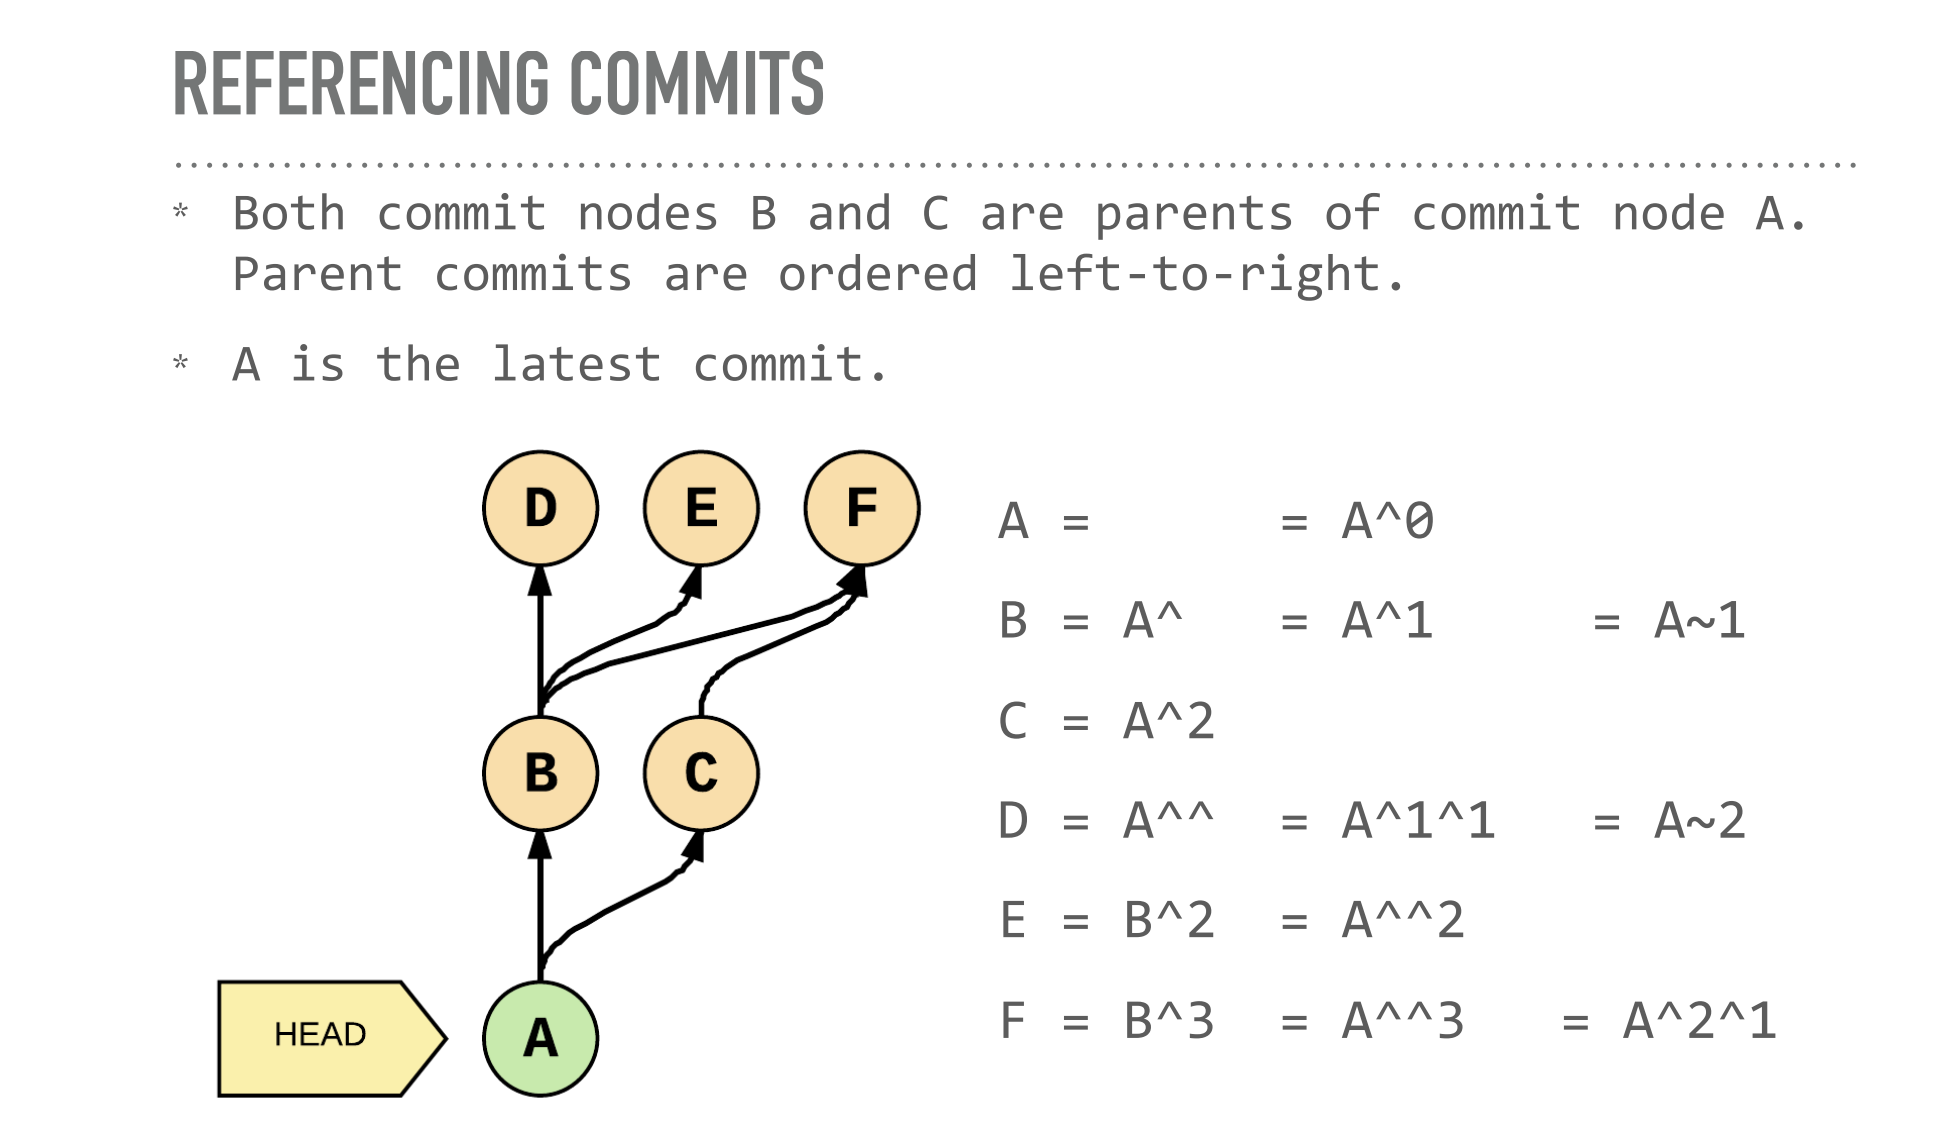 REFERENCING COMMITS
* Both commit nodes B and C are parents of commit node A.
Parent commits are ordered left-to-right.
* A is the latest commit.
D E F
B C
HEAD A
A = = A^0
B = A^ = A^1 = A~1
C = A^2
D = A^^ = A^1^1 = A~2
E = B^2 = A^^2
F = B^3 = A^^3 = A^2^1